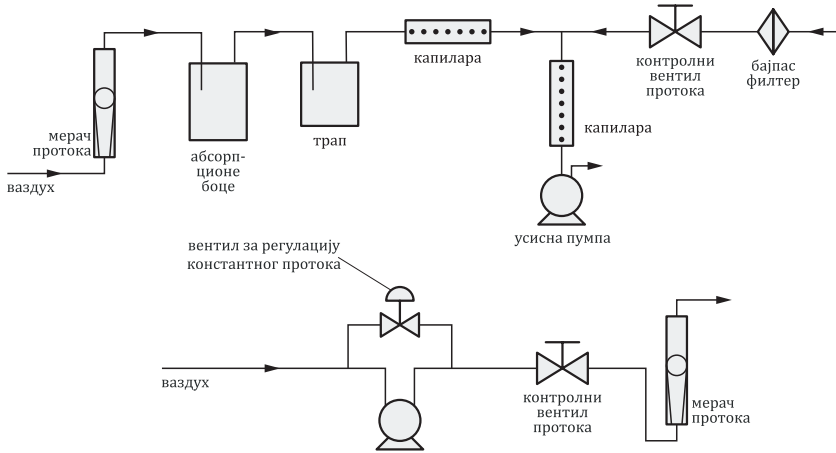 мерач
протока
ваздух
абсорп-
ционе
боце
трап
капилара
контролни
вентил
протока
бајпас
филтер
капилара
усисна пумпа
вентил за регулацију
константног протока
ваздух
контролни
вентил
протока
мерач
протока